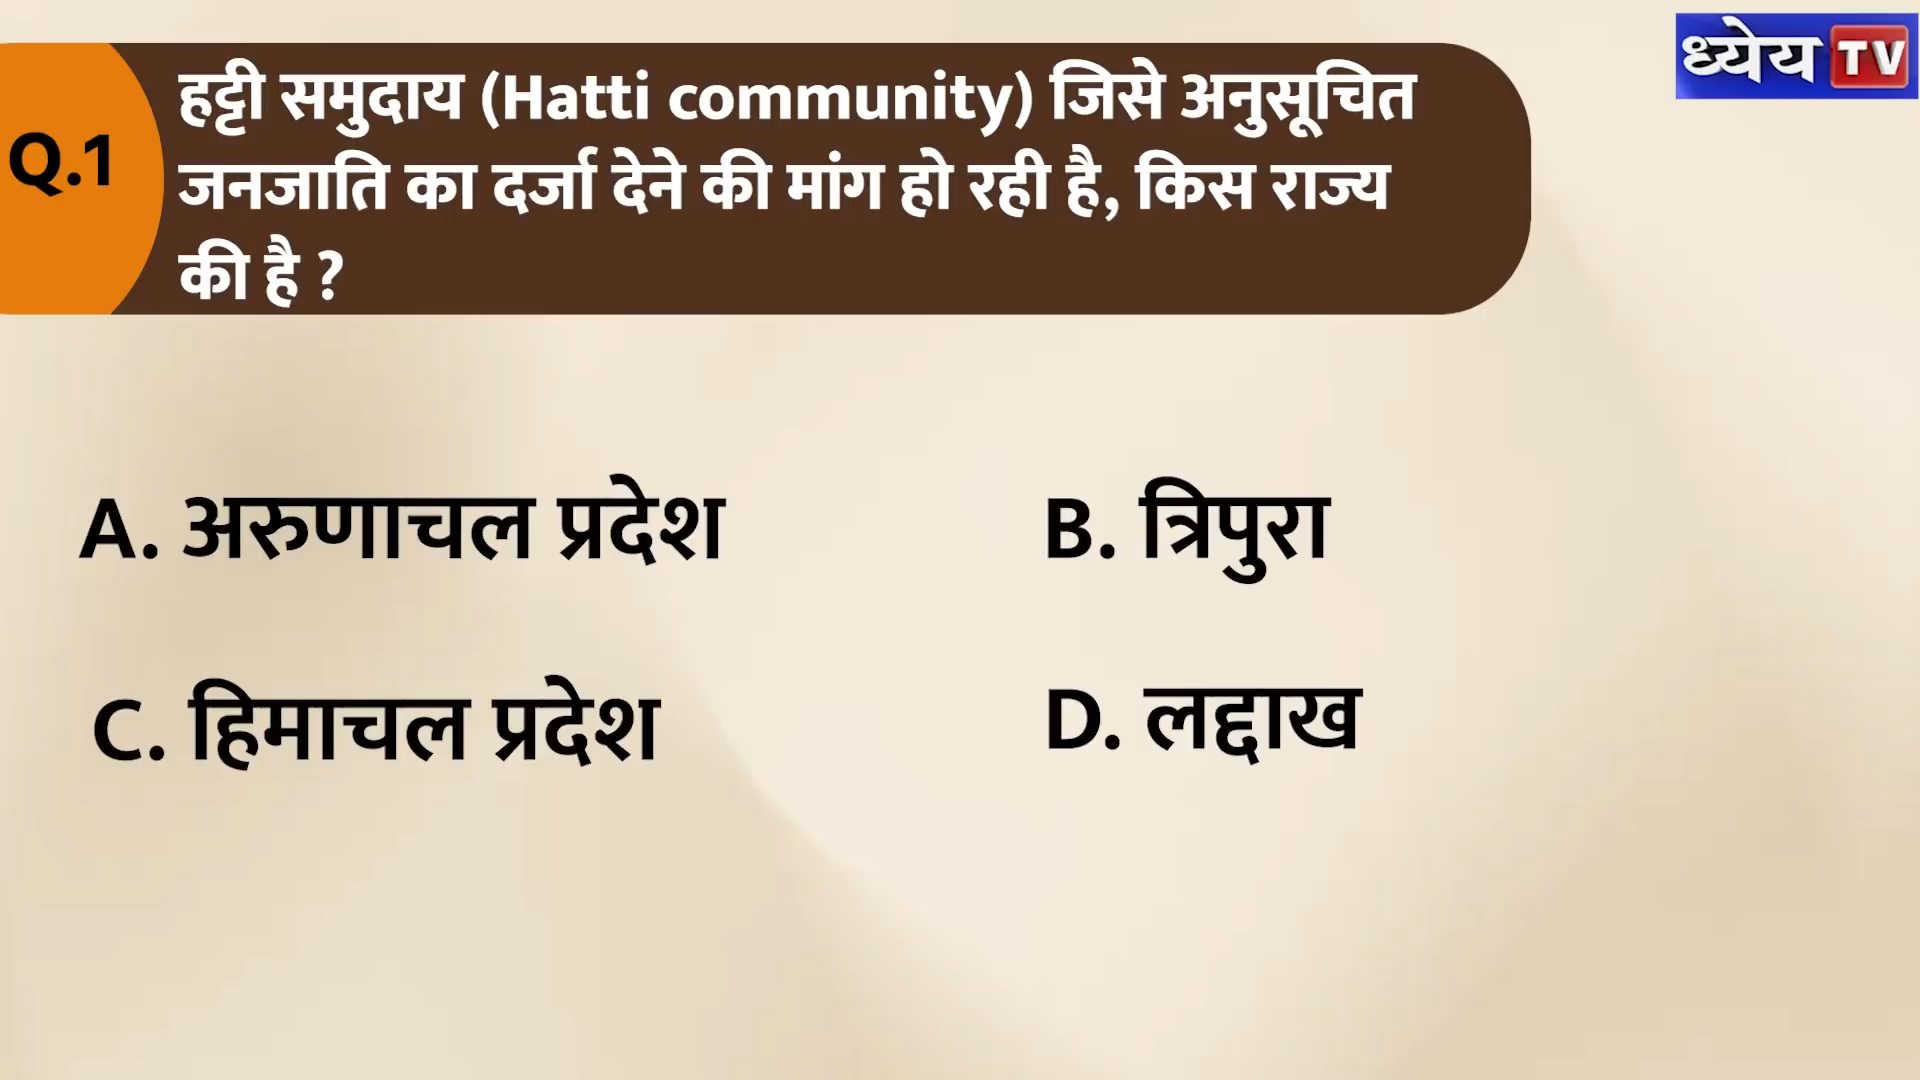 ध्येय TV
Q.1
हट्टी समुदाय (Hatti community) जिसे अनुसूचित
जनजाति का दर्जा देने की मांग हो रही है, किस राज्य
की है ?
A. अरुणाचल प्रदेश
B. त्रिपुरा
C. हिमाचल प्रदेश
D. लद्दाख